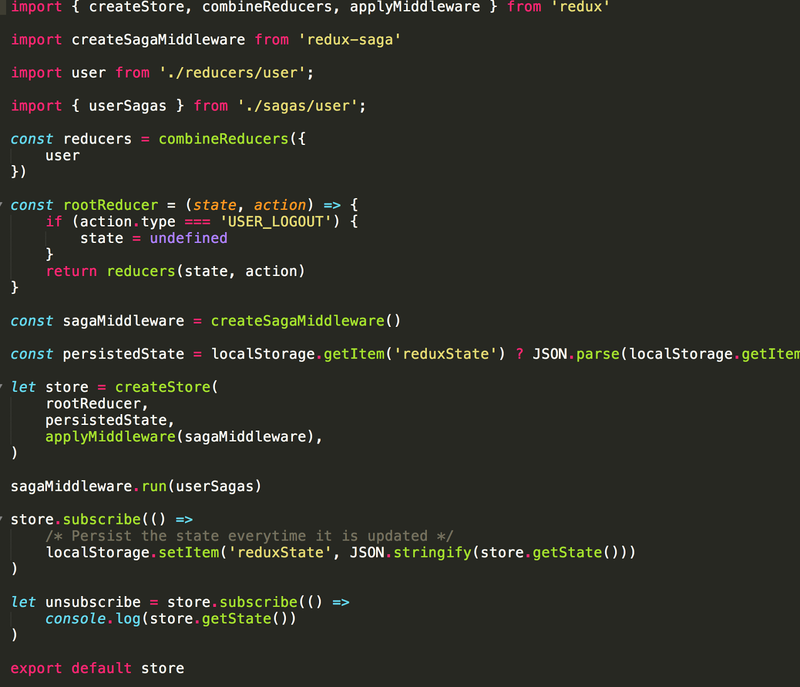 import { createStore, combineReducers, applyMiddleware } from 'redux'
import createSagaMiddleware from 'redux-saga'
import user from './reducers/user';
import { userSagas } from './sagas/user';
const reducers = combineReducers({
    user
})
const rootReducer = (state, action) => {
    if (action.type === 'USER_LOGOUT') {
        state = undefined
    }
    return reducers(state, action)
}
const sagaMiddleware = createSagaMiddleware()
const persistedState = localStorage.getItem('reduxState') ? JSON.parse(localStorage.getItem
let store = createStore(
    rootReducer,
    persistedState,
    applyMiddleware(sagaMiddleware),
)
sagaMiddleware.run(userSagas)
store.subscribe(() =>
    /* Persist the state everytime it is updated */
    localStorage.setItem('reduxState', JSON.stringify(store.getState()))
)
let unsubscribe = store.subscribe(() =>
    console.log(store.getState())
)
export default store